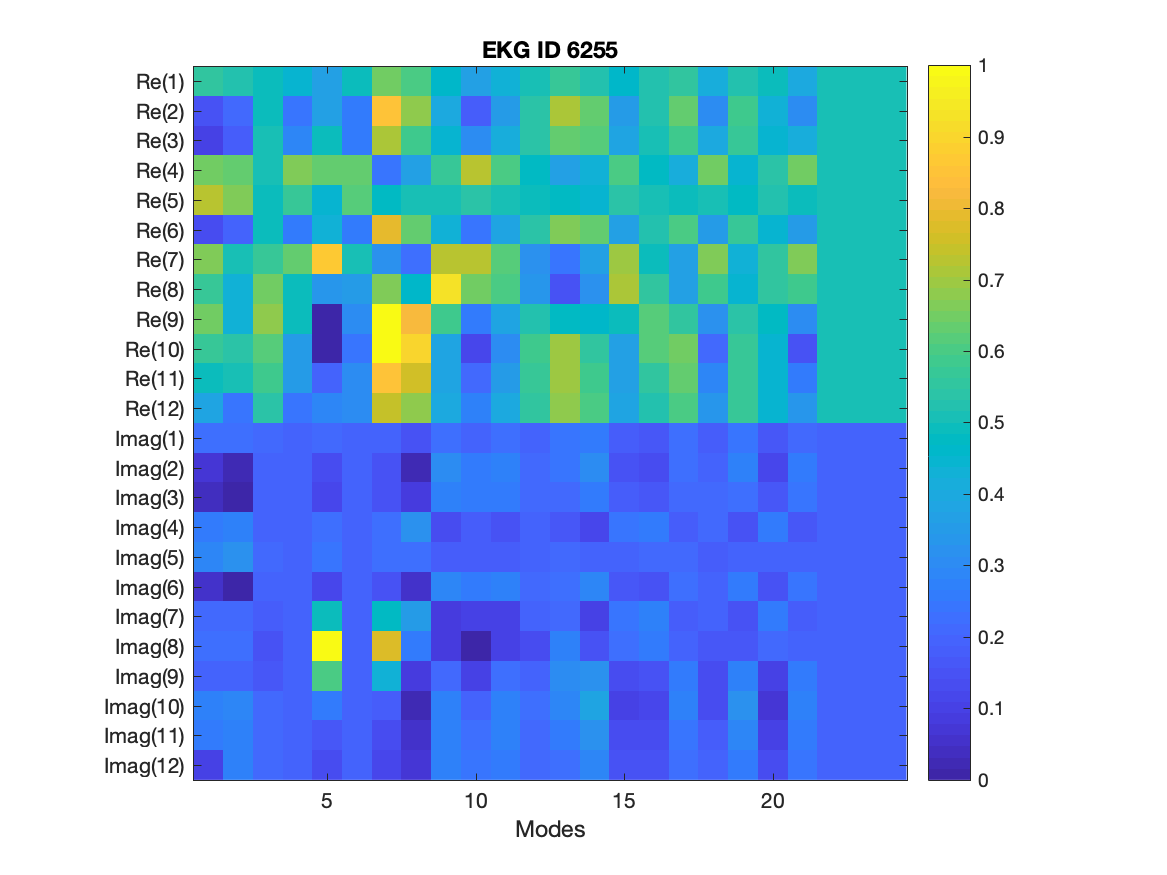 EKG ID 6255
Re(1)
Re(2)
Re(3)
Re(4)
Re(5)
Re(6)
Re(7)
Re(8)
Re(9)
Re(10)
Re(11)
Re(12)
Imag(1)
Imag(2)
Imag(3)
Imag(4)
Imag(5)
Imag(6)
Imag(7)
Imag(8)
Imag(9)
Imag(10)
Imag(11)
Imag(12)
5 10 15 20
Modes
1
0.9
0.8
0.7
0.6
0.5
0.4
0.3
0.2
0.1
0